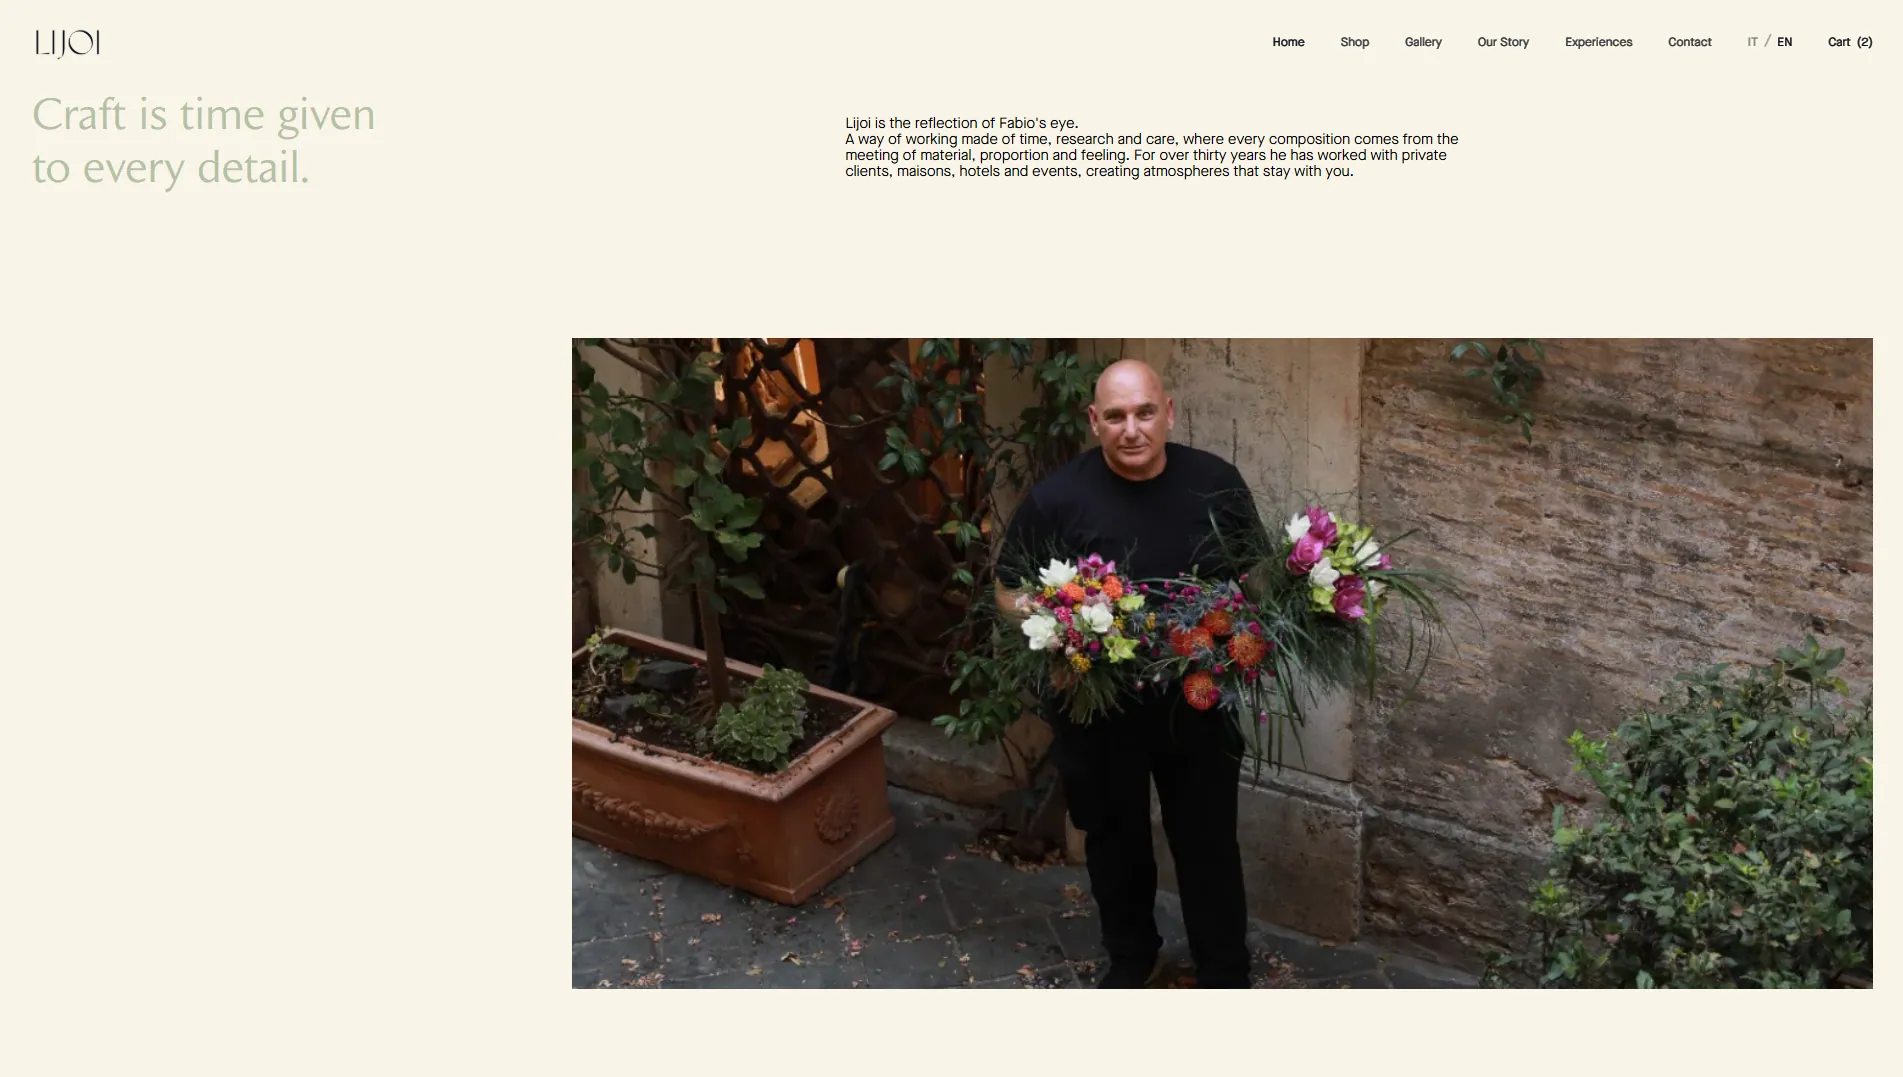 LIJOI
Home
Shop
Gallery
Our Story
Experiences
Contact
IT / EN
Cart (2)
Craft is time given
to every detail.
Lijoi is the reflection of Fabio's eye.
A way of working made of time, research and care, where every composition comes from the
meeting of material, proportion and feeling. For over thirty years he has worked with private
clients, maisons, hotels and events, creating atmospheres that stay with you.